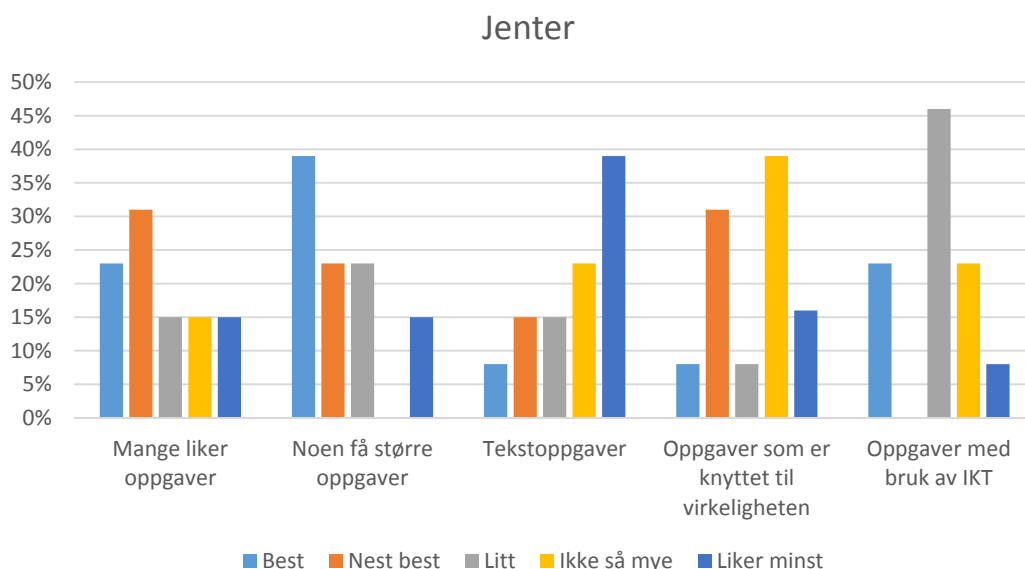 Jenter
50%
45%
40%
35%
30%
25%
20%
15%
10%
5%
0%
Mange liker
oppgaver
Noen få større
oppgaver
Tekstoppgaver
Oppgaver som er
knyttet til
virkeligheten
Oppgaver med
bruk av IKT
Best
Nest best
Litt
Ikke så mye
Liker minst